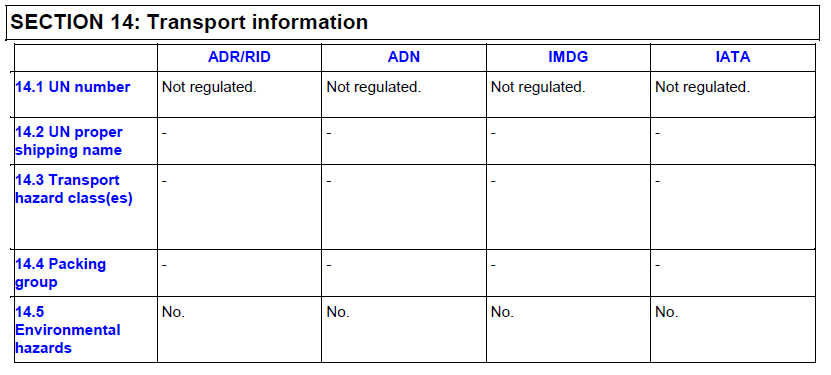 SECTION 14: Transport information
ADR/RID ADN IMDG IATA
14.1 UN number Not regulated. Not regulated. Not regulated. Not regulated.
14.2 UN proper - - - -
shipping name
14.3 Transport - - - -
hazard class(es)
14.4 Packing - - - -
group
14.5 No. No. No. No.
Environmental
hazards